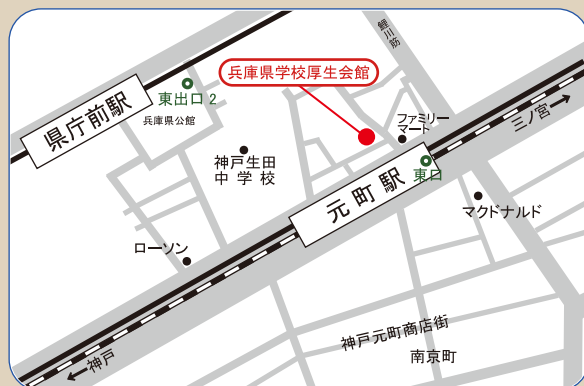 鯉川筋
兵庫県学校厚生会館
県庁前駅
東出口2
兵庫県公館
神戸生田
中学校
ファミリー
マート
三ノ宮→
東口
元町駅
マクドナルド
ローソン
神戸元町商店街
南京町
←神戸